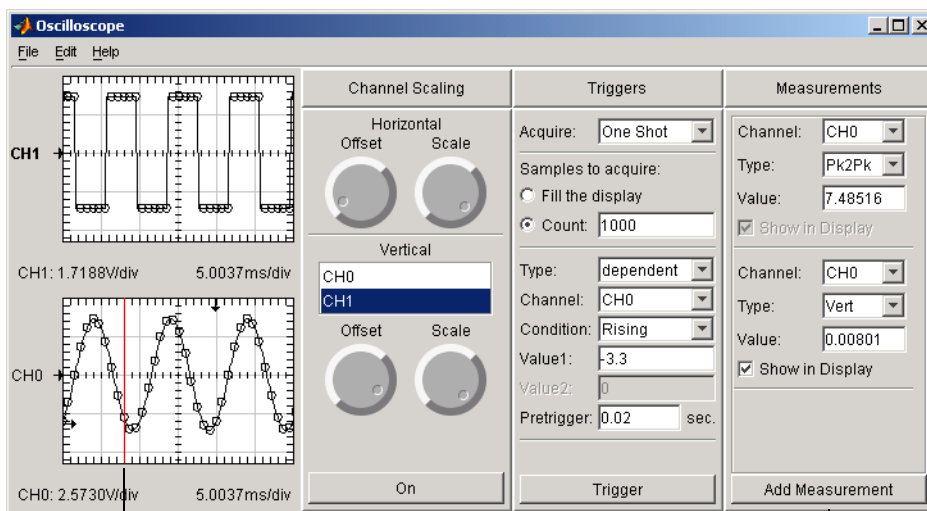 Oscilloscope
File Edit Help
CH1
CH1: 1.7188V/div 5.0037ms/div
CH0
CH0: 2.5730V/div 5.0037ms/div
Channel Scaling
Horizontal
Offset Scale
Vertical
CH0
CH1
Offset Scale
On
Triggers
Acquire: One Shot
Samples to acquire:
Fill the display
Count: 1000
Type: dependent
Channel: CH0
Condition: Rising
Value1: -3.3
Value2: 0
Pretrigger: 0.02 sec.
Trigger
Measurements
Channel: CH0
Type: Pk2Pk
Value: 7.48516
Show in Display
Channel: CH0
Type: Vert
Value: 0.00801
Show in Display
Add Measurement